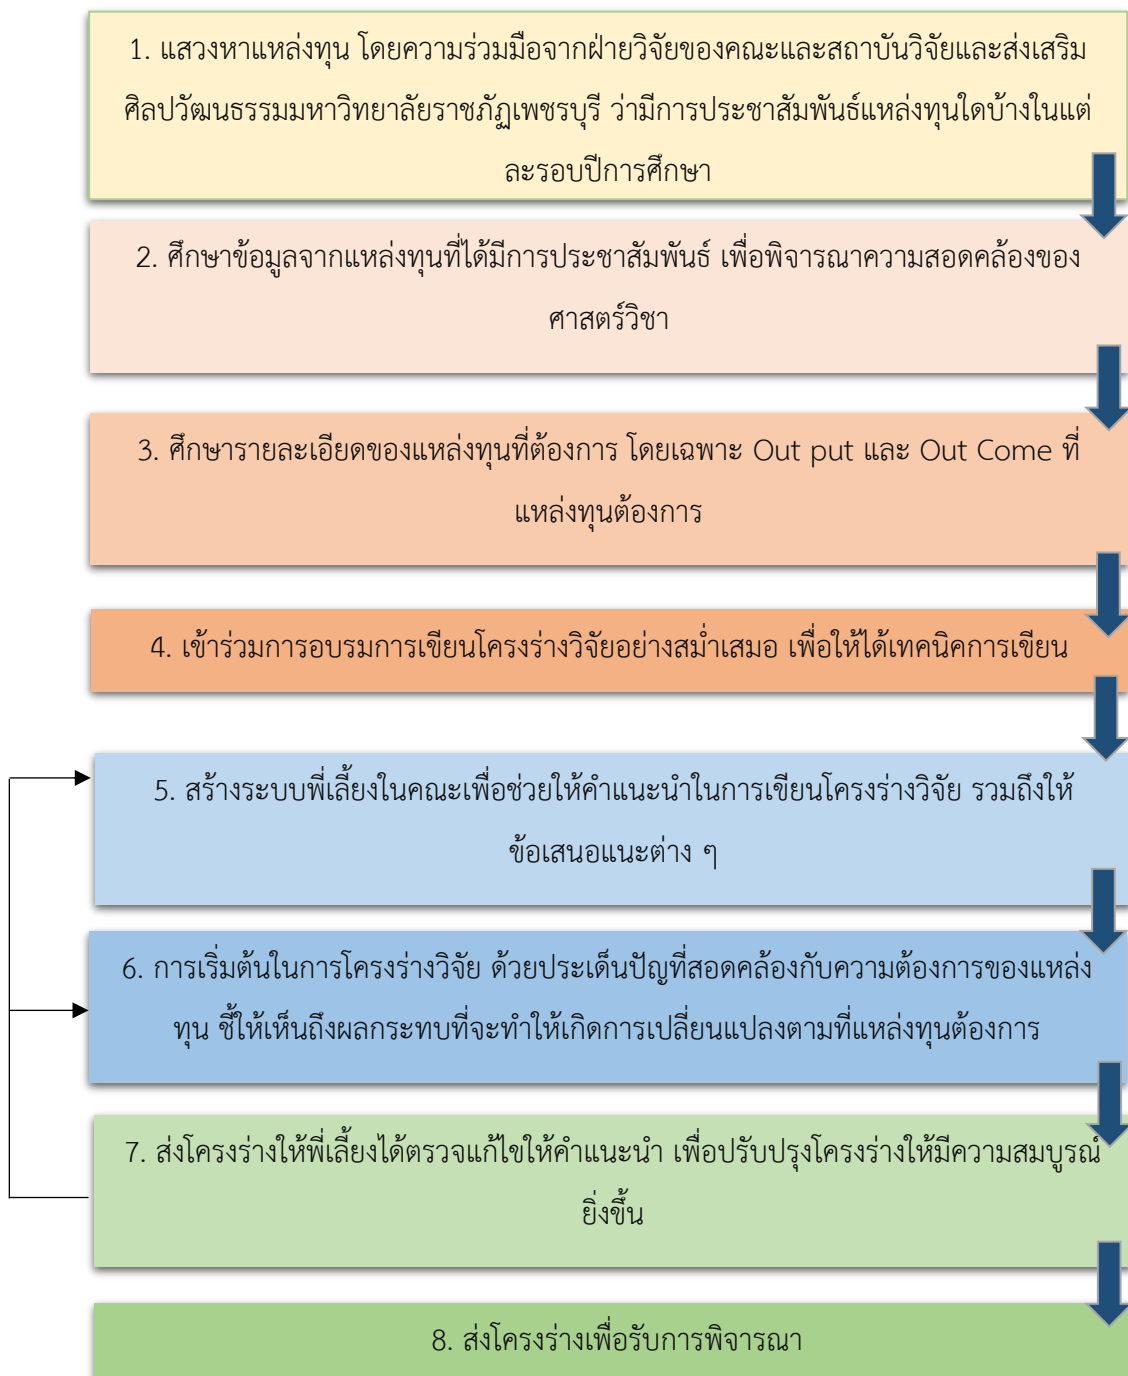 1. แสวงหาแหล่งทุน โดยความร่วมมือจากฝ่ายวิจัยของคณะและสถาบันวิจัยและส่งเสริม
ศิลปวัฒนธรรมมหาวิทยาลัยราชภัฏเพชรบุรี ว่ามีการประชาสัมพันธ์แหล่งทุนใดบ้างในแต่
ละรอบปีการศึกษา
2. ศึกษาข้อมูลจากแหล่งทุนที่ได้มีการประชาสัมพันธ์ เพื่อพิจารณาความสอดคล้องของ
ศาสตร์วิชา
3. ศึกษารายละเอียดของแหล่งทุนที่ต้องการ โดยเฉพาะ Out put และ Out Come ที่
แหล่งทุนต้องการ
4. เข้าร่วมการอบรมการเขียนโครงร่างวิจัยอย่างสม่ำเสมอ เพื่อให้ได้เทคนิคการเขียน
5. สร้างระบบพี่เลี้ยงในคณะเพื่อช่วยให้คำแนะนำในการเขียนโครงร่างวิจัย รวมถึงให้
ข้อเสนอแนะต่าง ๆ
6. การเริ่มต้นในการโครงร่างวิจัย ด้วยประเด็นปัญที่สอดคล้องกับความต้องการของแหล่ง
ทุน ชี้ให้เห็นถึงผลกระทบที่จะทำให้เกิดการเปลี่ยนแปลงตามที่แหล่งทุนต้องการ
7. ส่งโครงร่างให้พี่เลี้ยงได้ตรวจแก้ไขให้คำแนะนำ เพื่อปรับปรุงโครงร่างให้มีความสมบูรณ์
ยิ่งขึ้น
8. ส่งโครงร่างเพื่อรับการพิจารณา